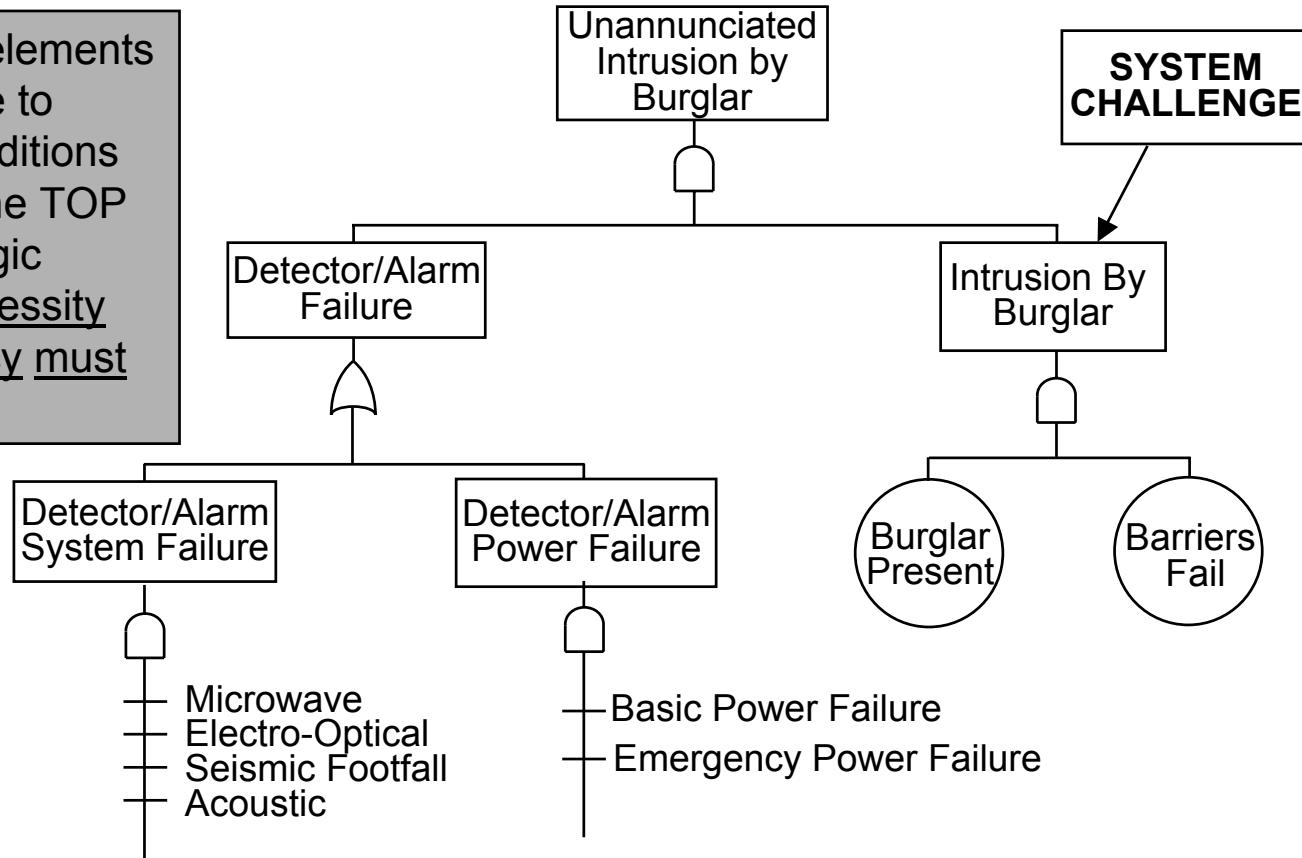 elements
e to
ditions
he TOP
gic
essity
sy must
Unannunciated
Intrusion by
Burglar
SYSTEM
CHALLENGE
Detector/Alarm
Failure
Intrusion By
Burglar
Detector/Alarm
System Failure
Detector/Alarm
Power Failure
Burglar
Present
Barriers
Fail
Microwave
Electro-Optical
Seismic Footfall
Acoustic
Basic Power Failure
Emergency Power Failure